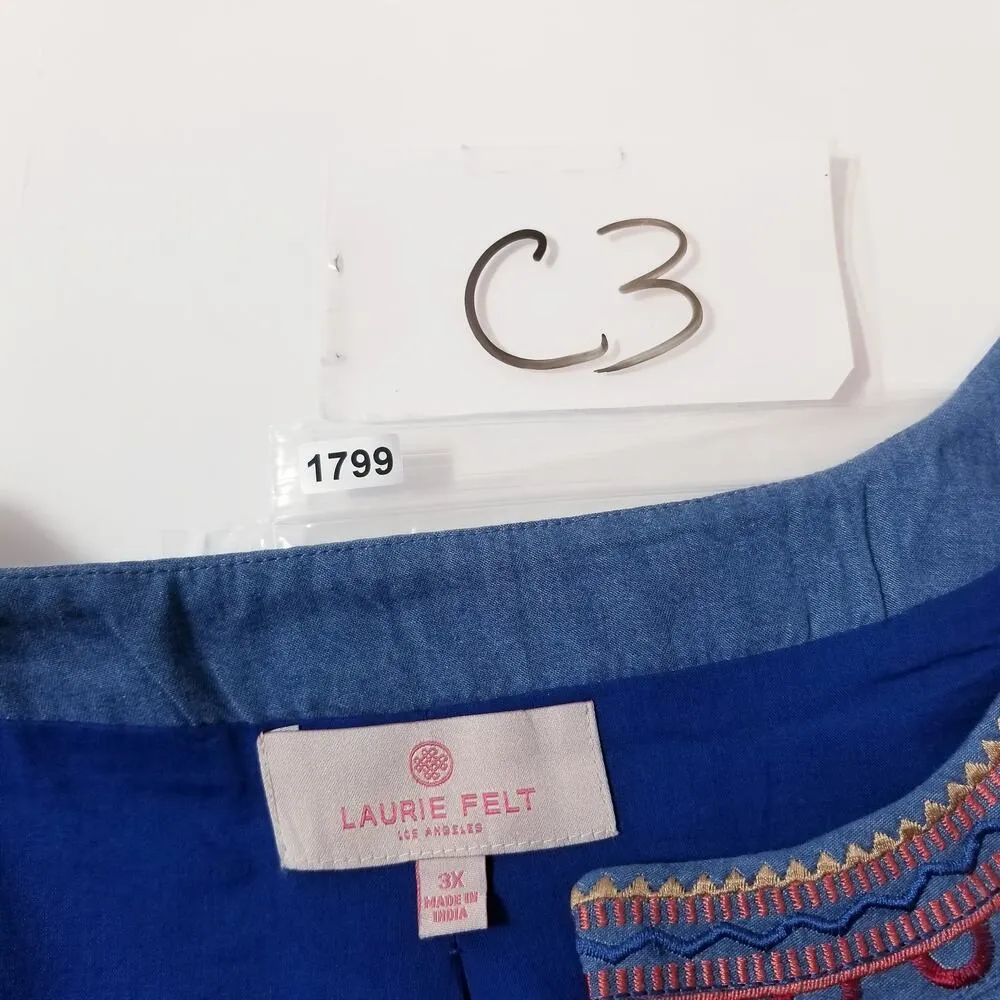 C3
1799
LAURIE FELT
LOS ANGELES
3X
MADE IN
INDIA